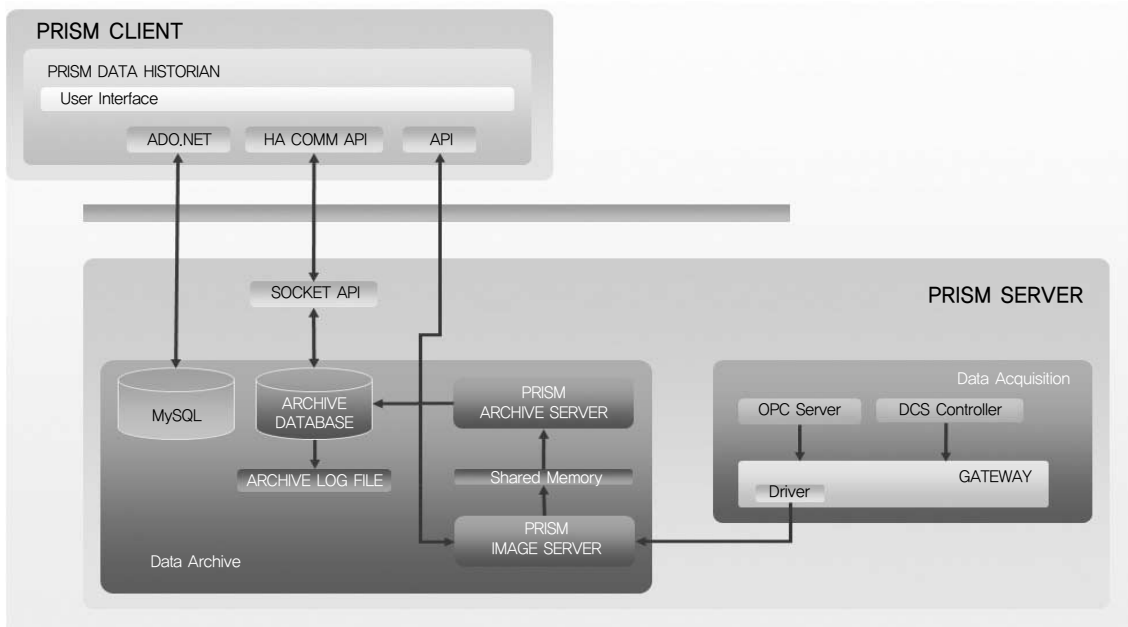 PRISM CLIENT
PRISM DATA HISTORIAN
User Interface
ADO.NET
HA COMM API
API
SOCKET API
PRISM SERVER
MySQL
ARCHIVE
DATABASE
ARCHIVE LOG FILE
PRISM
ARCHIVE SERVER
Shared Memory
PRISM
IMAGE SERVER
Data Archive
Data Acquisition
OPC Server
DCS Controller
GATEWAY
Driver